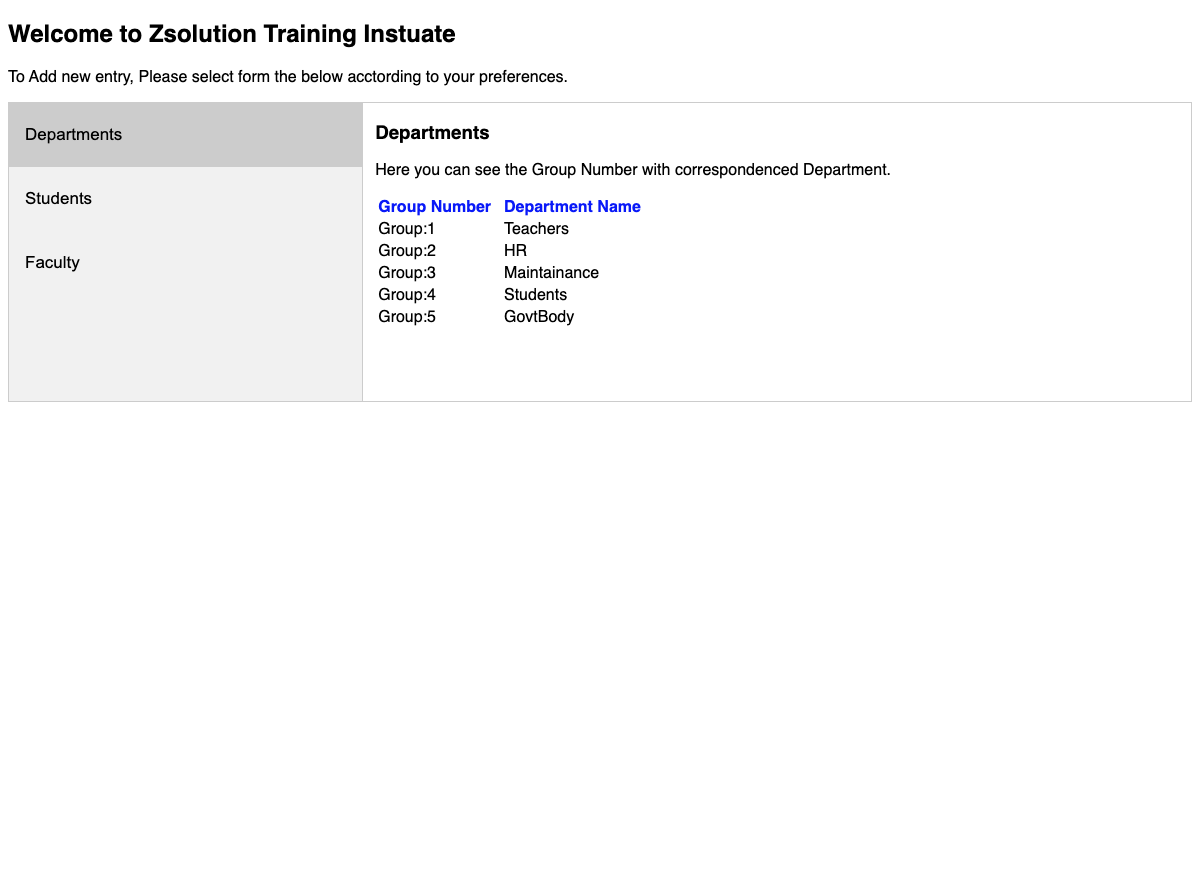 Welcome to Zsolution Training Instuate
To Add new entry, Please select form the below acctording to your preferences.
Departments
Students
Faculty
Departments
Here you can see the Group Number with correspondenced Department.
Group Number Department Name
Group:1 Teachers
Group:2 HR
Group:3 Maintainance
Group:4 Students
Group:5 GovtBody